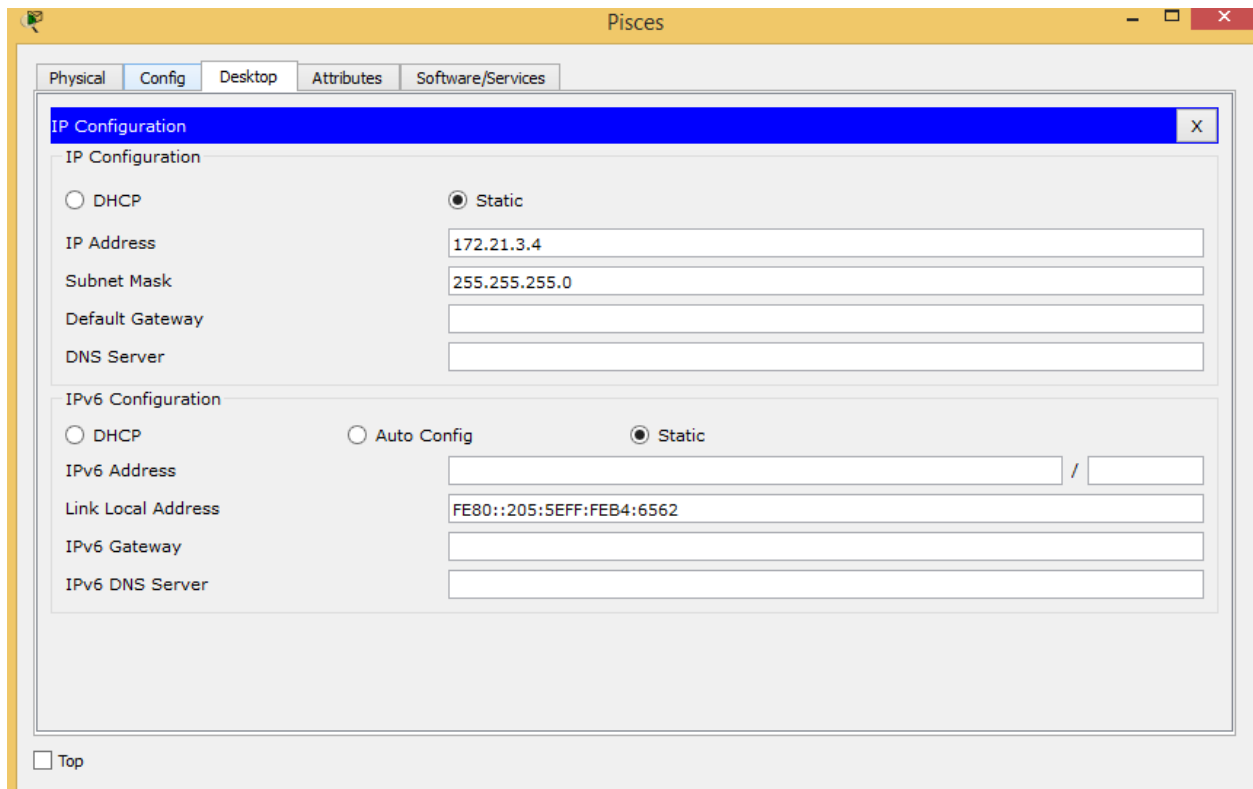 Pisces
Physical Config Desktop Attributes Software/Services
IP Configuration X
IP Configuration
DHCP Static
IP Address 172.21.3.4
Subnet Mask 255.255.255.0
Default Gateway
DNS Server
IPv6 Configuration
DHCP Auto Config Static
IPv6 Address /
Link Local Address FE80::205:5EFF:FEB4:6562
IPv6 Gateway
IPv6 DNS Server
Top